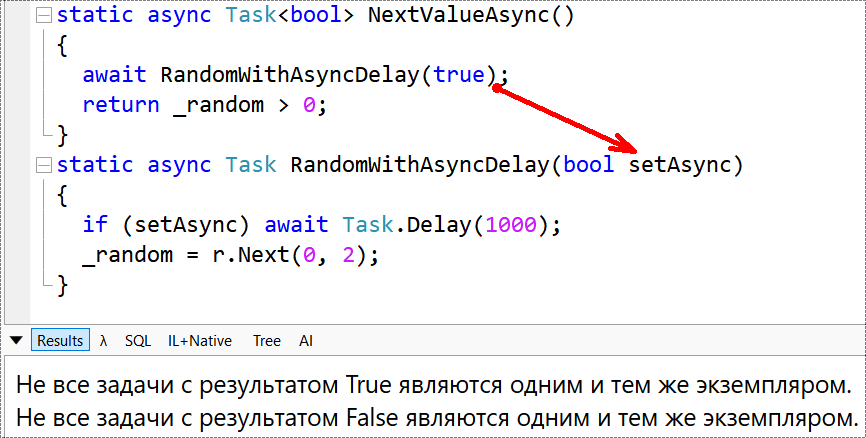 static async Task<bool> NextValueAsync()
{
await RandomWithAsyncDelay(true);
return _random > 0;
}
static async Task RandomWithAsyncDelay(bool setAsync)
{
if (setAsync) await Task.Delay(1000);
_random = r.Next(0, 2);
}
Results λ SQL IL+Native Tree AI
Не все задачи с результатом True являются одним и тем же экземпляром.
Не все задачи с результатом False являются одним и тем же экземпляром.